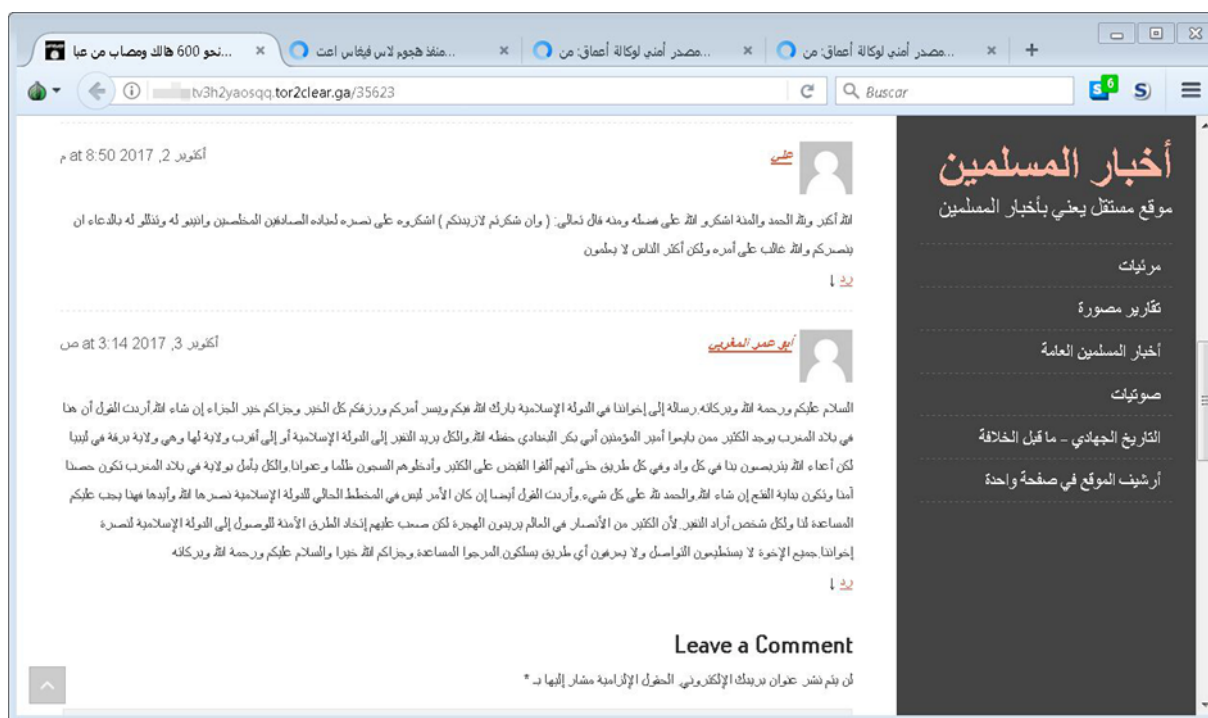 ...نحو 600 هالك ومصاب من عبا
...منفذ هجوم لاس فيغاس اعت
...مصدر أمني لوكالة أعماق: من
...مصدر أمني لوكالة أعماق: من
tv3h2yaosqq.tor2clear.ga/35623
Buscar
6
أخبار المسلمين
موقع مستقل يعني بأخبار المسلمين
مرئيات
تقارير مصورة
أخبار المسلمين العامة
صوتيات
التاريخ الجهادي – ما قبل الخلافة
أرشيف الموقع في صفحة واحدة
علي
أكتوبر 2, 2017 at 8:50 م
الله أكبر ولله الحمد والمنة اشكرو الله على فضله ومنه قال تعالى: ( وان شكرتم لازيدنكم ) اشكروه على نصره لعباده الصادقين المخلصين وانيبو له وتذللو له بالدعاء ان
ينصركم والله غالب على أمره ولكن أكثر الناس لا يعلمون
رد ↓
أبو عمر المغربي
أكتوبر 3, 2017 at 3:14 ص
السلام عليكم ورحمة الله وبركاته.رسالة إلى إخواننا في الدولة الإسلامية بارك الله فيكم ويسر أمركم ورزقكم كل الخير وجزاكم خير الجزاء إن شاء الله.أردت القول أن هنا
في بلاد المغرب يوجد الكثير ممن بايعوا أمير المؤمنين أبي بكر البغدادي حفظه الله.والكل يريد النفير إلى الدولة الإسلامية أو إلى أقرب ولاية لها وهي ولاية برقة في ليبيا
لكن أعداء الله يتربصون بنا في كل واد وفي كل طريق حتى أنهم ألقوا القبض على الكثير وأدخلوهم السجون ظلما وعدوانا.والكل يأمل بولاية في بلاد المغرب تكون حصنا
آمنا وتكون بداية الفتح إن شاء الله.والحمد لله على كل شيء.وأردت القول أيضا إن كان الأمر ليس في المخطط الحالي للدولة الإسلامية نصرها الله وأيدها فهنا يجب عليكم
المساعدة لنا ولكل شخص أراد النفير.لأن الكثير من الأنصار في العالم يريدون الهجرة لكن صعب عليهم إتخاد الطرق الآمنة للوصول إلى الدولة الإسلامية لنصرة
إخواننا.جميع الإخوة لا يستطيعون التواصل ولا يعرفون أي طريق يسلكون.المرجوا المساعدة.وجزاكم الله خيرا والسلام عليكم ورحمة الله وبركاته
رد ↓
Leave a Comment
لن يتم نشر عنوان بريدك الإلكتروني. الحقول الإلزامية مشار إليها بـ *